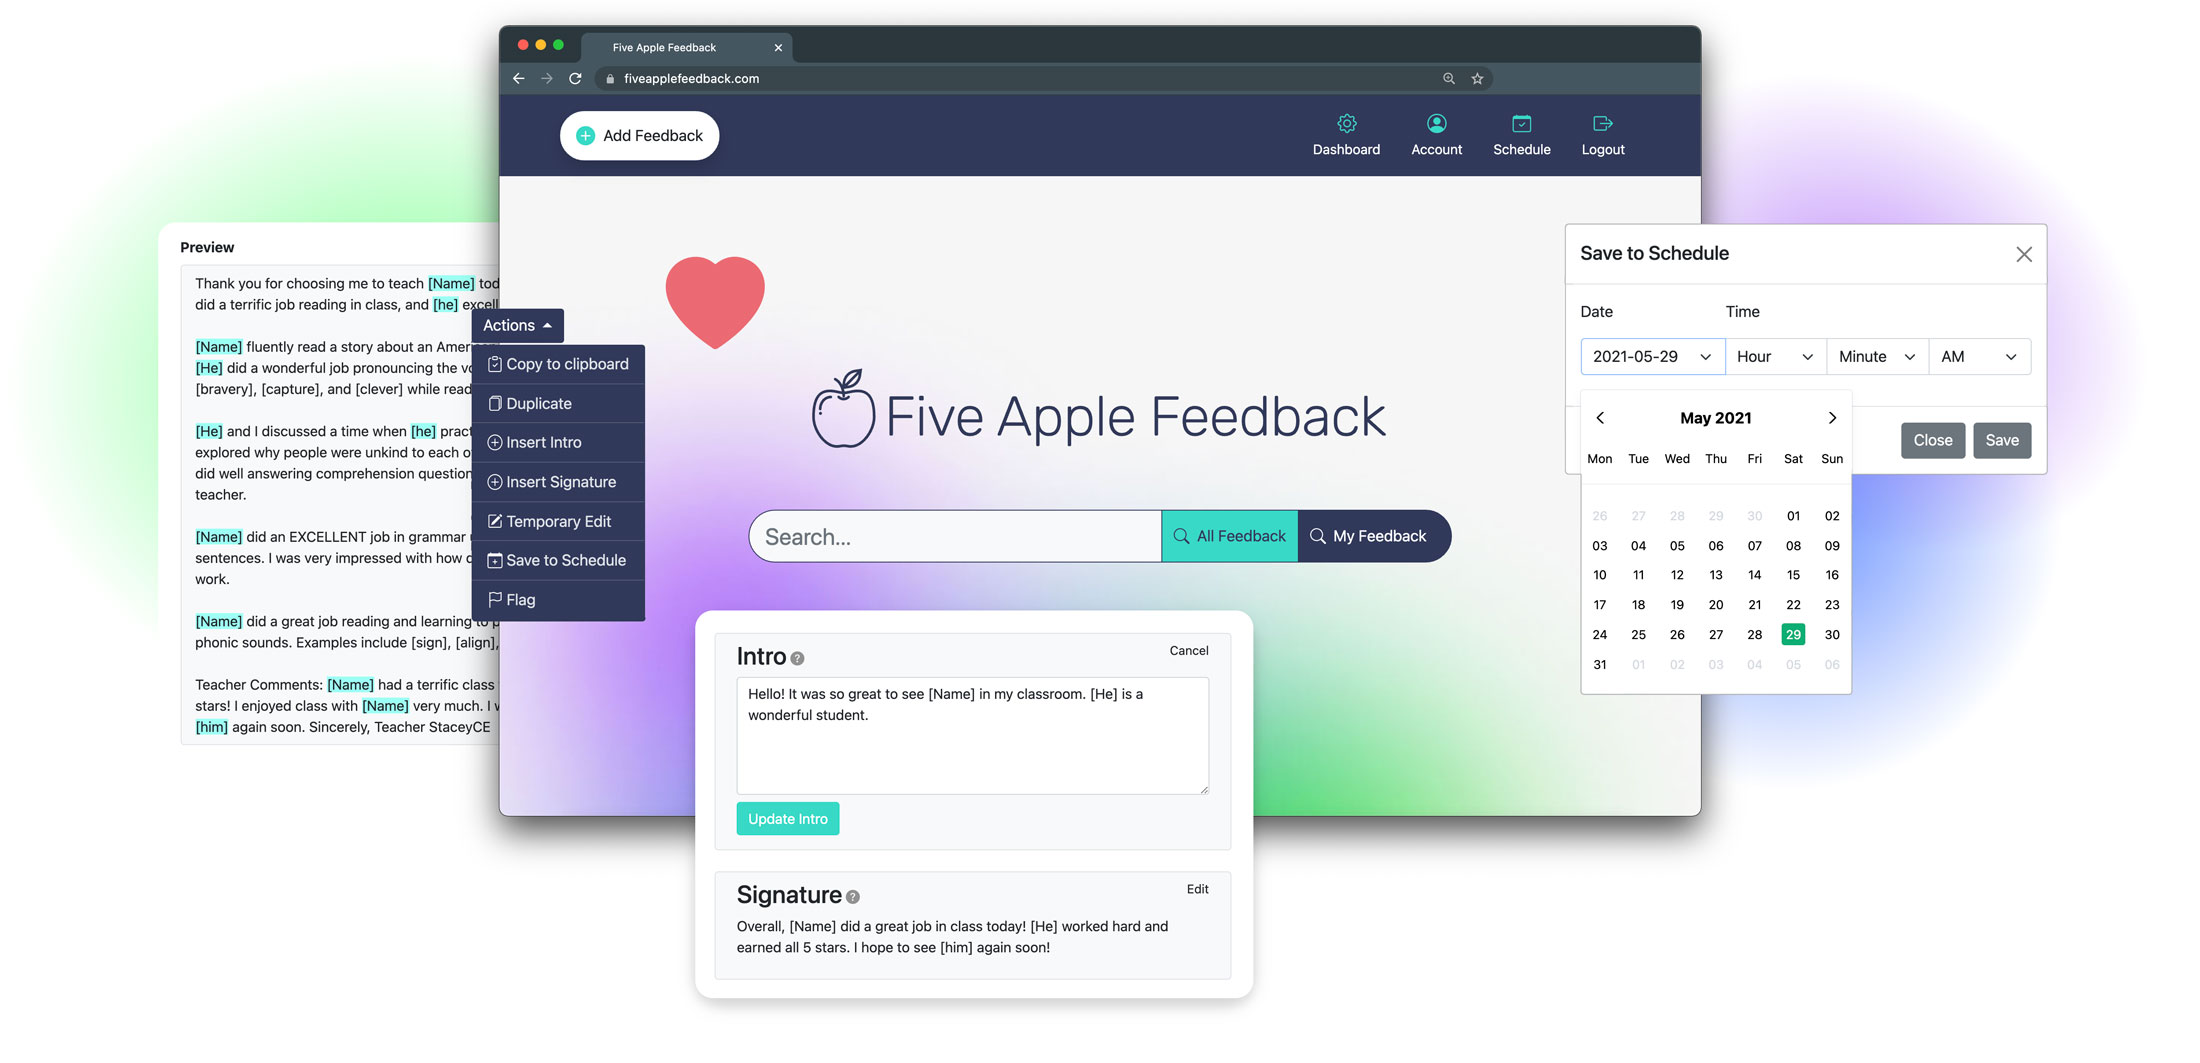 Five Apple Feedback
fiveapplefeedback.com
Add Feedback
Dashboard
Account
Schedule
Logout
Preview
Thank you for choosing me to teach [Name] tod
did a terrific job reading in class, and [he] excell
[Name] fluently read a story about an Americ
[He] did a wonderful job pronouncing the vo
[bravery], [capture], and [clever] while read
[He] and I discussed a time when [he] pract
explored why people were unkind to each o
did well answering comprehension question
teacher.
[Name] did an EXCELLENT job in grammar
sentences. I was very impressed with how
work.
[Name] did a great job reading and learning to p
phonic sounds. Examples include [sign], [align],
Teacher Comments: [Name] had a terrific class
stars! I enjoyed class with [Name] very much. I w
[him] again soon. Sincerely, Teacher StaceyCE
Actions
Copy to clipboard
Duplicate
Insert Intro
Insert Signature
Temporary Edit
Save to Schedule
Flag
Five Apple Feedback
Search...
All Feedback
My Feedback
Save to Schedule
Date Time
2021-05-29 Hour Minute AM
May 2021
Close Save
Mon Tue Wed Thu Fri Sat Sun
26 27 28 29 30 01 02
03 04 05 06 07 08 09
10 11 12 13 14 15 16
17 18 19 20 21 22 23
24 25 26 27 28 29 30
31 01 02 03 04 05 06
Intro ?
Cancel
Hello! It was so great to see [Name] in my classroom. [He] is a
wonderful student.
Update Intro
Signature ?
Edit
Overall, [Name] did a great job in class today! [He] worked hard and
earned all 5 stars. I hope to see [him] again soon!